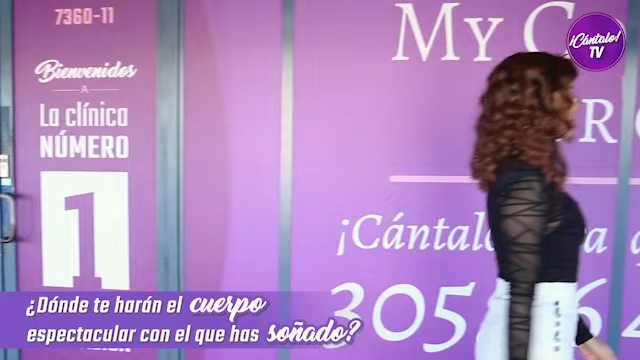 7360-11
Bienvenidos
A
La clínica
NÚMERO
1
My C
¡Cántalo!
TV
¡Cántal
305
¿Dónde te harán el cuerpo
espectacular con el que has soñado?